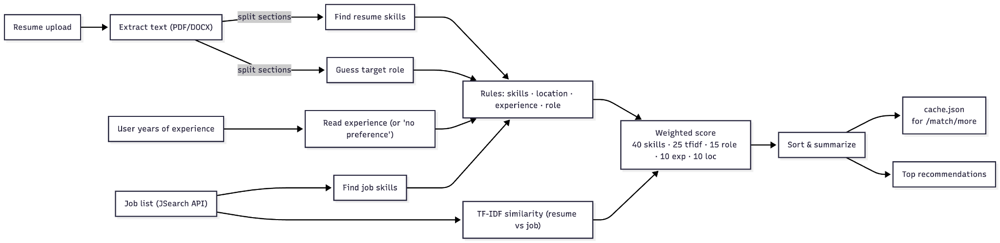 Resume upload
Extract text (PDF/DOCX)
split sections
Find resume skills
split sections
Guess target role
User years of experience
Read experience (or 'no
preference')
Job list (JSearch API)
Find job skills
TF-IDF similarity (resume
vs job)
Rules: skills · location ·
experience · role
Weighted score
40 skills · 25 tfidf · 15 role
· 10 exp · 10 loc
Sort & summarize
cache.json
for /match/more
Top recommendations